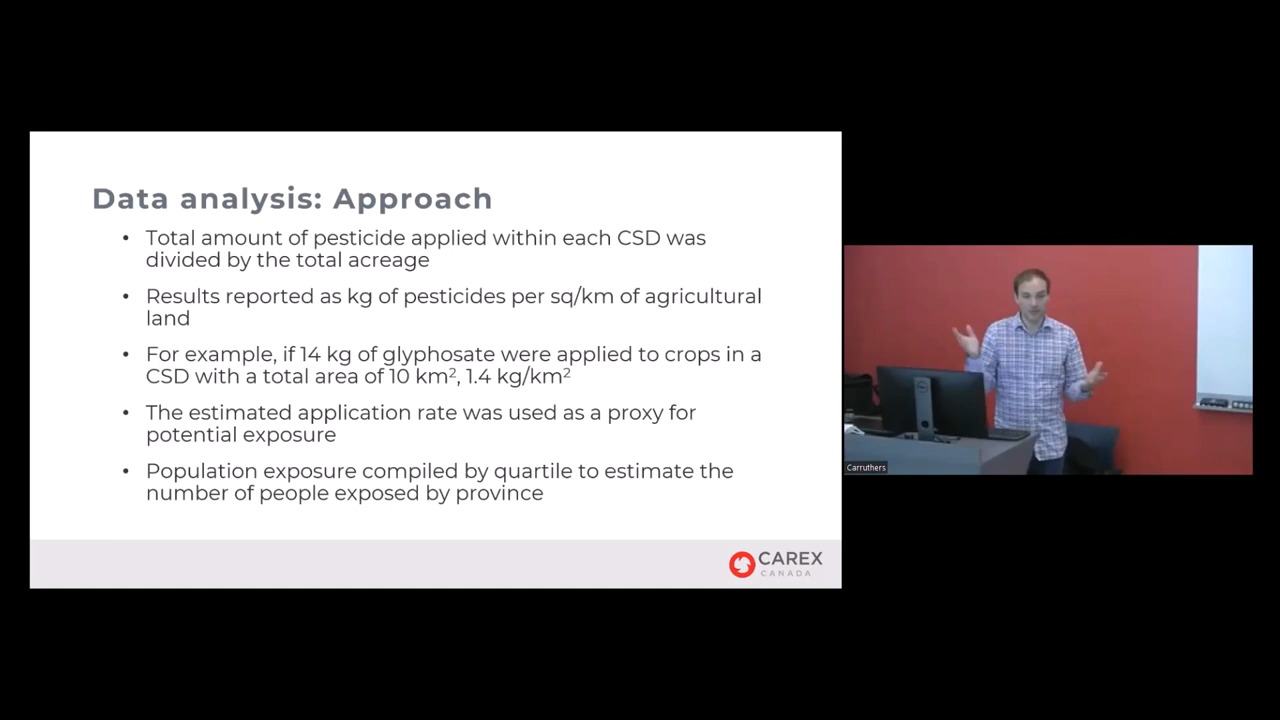 Data analysis: Approach
• Total amount of pesticide applied within each CSD was
divided by the total acreage
• Results reported as kg of pesticides per sq/km of agricultural
land
• For example, if 14 kg of glyphosate were applied to crops in a
CSD with a total area of 10 km², 1.4 kg/km²
• The estimated application rate was used as a proxy for
potential exposure
• Population exposure compiled by quartile to estimate the
number of people exposed by province
CAREX
CANADA
Carruthers